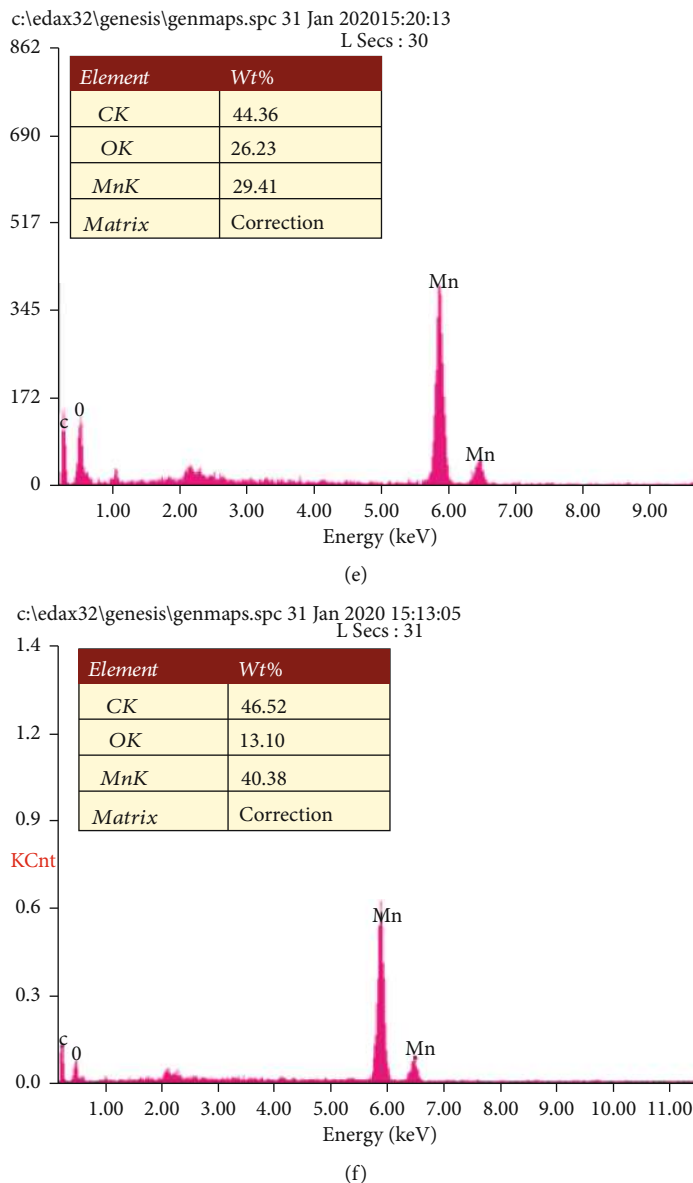 c:\edax32\genesis\genmaps.spc 31 Jan 202015:20:13
L Secs : 30
862
690
517
345
172
0
Element Wt%
CK 44.36
OK 26.23
MnK 29.41
Matrix Correction
c
0
Mn
Mn
1.00 2.00 3.00 4.00 5.00 6.00 7.00 8.00 9.00
Energy (keV)
(e)
c:\edax32\genesis\genmaps.spc 31 Jan 2020 15:13:05
L Secs : 31
1.4
1.2
0.9
KCnt
0.6
0.3
0.0
Element Wt%
CK 46.52
OK 13.10
MnK 40.38
Matrix Correction
c
0
Mn
Mn
1.00 2.00 3.00 4.00 5.00 6.00 7.00 8.00 9.00 10.00 11.00
Energy (keV)
(f)